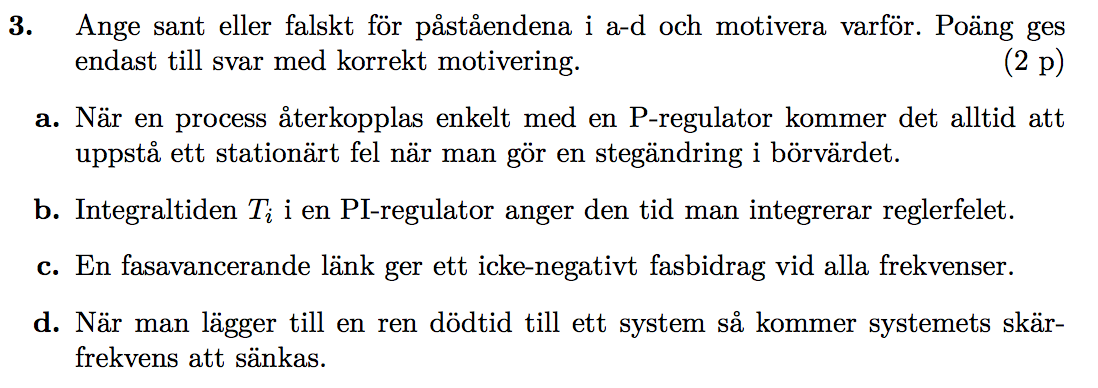 3. Ange sant eller falskt för påståendena i a-d och motivera varför. Poäng ges
endast till svar med korrekt motivering. (2 p)
a. När en process återkopplas enkelt med en P-regulator kommer det alltid att
uppstå ett stationärt fel när man gör en stegändring i börvärdet.
b. Integraltiden T_i i en PI-regulator anger den tid man integrerar reglerfelet.
c. En fasavancerande länk ger ett icke-negativt fasbidrag vid alla frekvenser.
d. När man lägger till en ren dödtid till ett system så kommer systemets skär-
frekvens att sänkas.